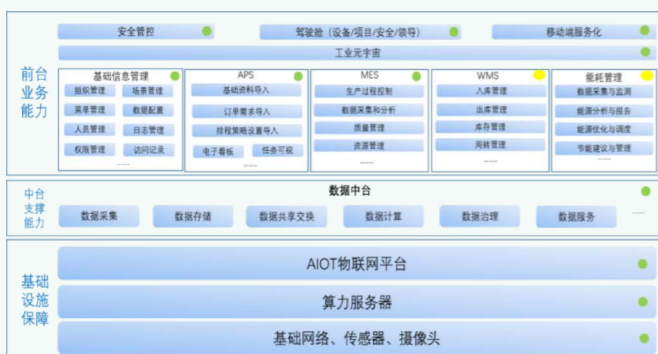 安全管控 驾驶舱（设备/项目/安全/领导） 移动端服务化
工业元宇宙
前台
业务
能力
基础信息管理
组织管理 场景管理
菜单管理 数据配置
人员管理 日志管理
权限管理 访问记录
......
APS
基础资料导入
订单需求导入
排程策略设置导入
电子看板 任务可视
......
MES
生产过程控制
数据采集和分析
质量管理
资源管理
......
WMS
入库管理
出库管理
库存管理
周转管理
......
能耗管理
数据采集与监测
能源分析与报告
能源优化与调度
节能建议与管理
......
中台
支撑
能力
数据中台
数据采集 数据存储 数据共享交换 数据计算 数据治理 数据服务 ......
基础
设施
保障
AIOT物联网平台
算力服务器
基础网络、传感器、摄像头